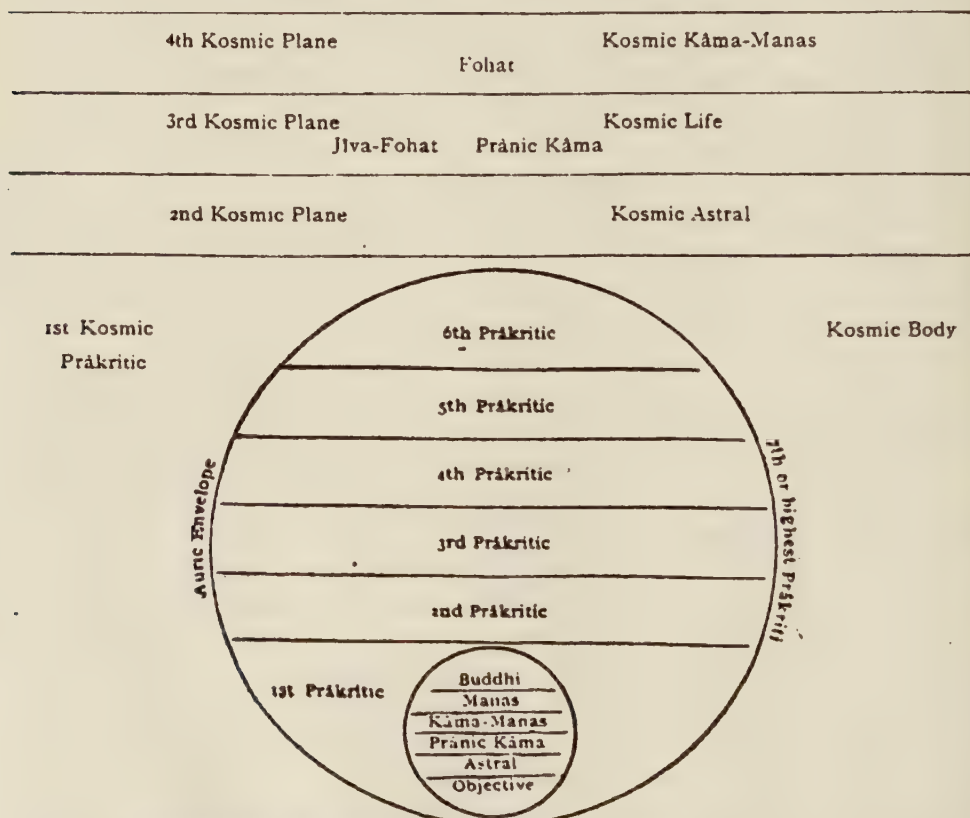 4th Kosmic Plane Kosmic Kâma-Manas
Fohat
3rd Kosmic Plane Kosmic Life
Jîva-Fohat Prânic Kâma
2nd Kosmic Plane Kosmic Astral
1st Kosmic
Prâkritic
Kosmic Body
Auric Envelope
7th or highest Prâkriti
6th Prâkritic
5th Prâkritic
4th Prâkritic
3rd Prâkritic
2nd Prâkritic
1st Prâkritic
Buddhi
Manas
Kâma-Manas
Prânic Kâma
Astral
Objective